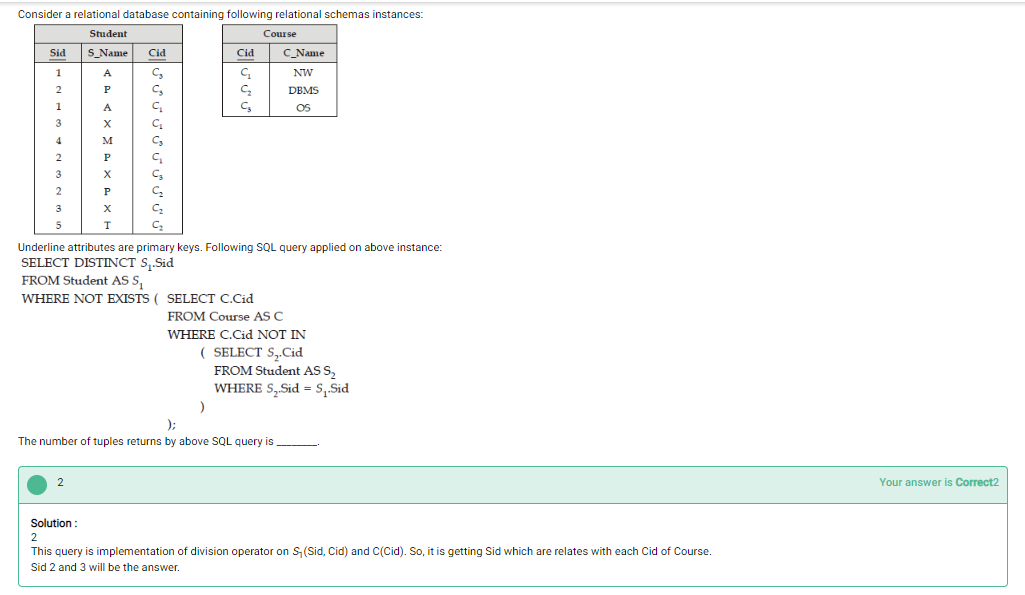 Consider a relational database containing following relational schemas instances:
Student Course
Sid S_Name Cid Cid C_Name
1 A C₃ C₁ NW
2 P C₃ C₂ DBMS
1 A C₁ C₃ OS
3 X C₁
4 M C₃
2 P C₁
3 X C₃
2 P C₂
3 X C₂
5 T C₂
Underline attributes are primary keys. Following SQL query applied on above instance:
SELECT DISTINCT S₁.Sid
FROM Student AS S₁
WHERE NOT EXISTS ( SELECT C.Cid
FROM Course AS C
WHERE C.Cid NOT IN
( SELECT S₂.Cid
FROM Student AS S₂
WHERE S₂.Sid = S₁.Sid
)
);
The number of tuples returns by above SQL query is ________.
2 Your answer is Correct2
Solution :
2
This query is implementation of division operator on S₁(Sid, Cid) and C(Cid). So, it is getting Sid which are relates with each Cid of Course.
Sid 2 and 3 will be the answer.